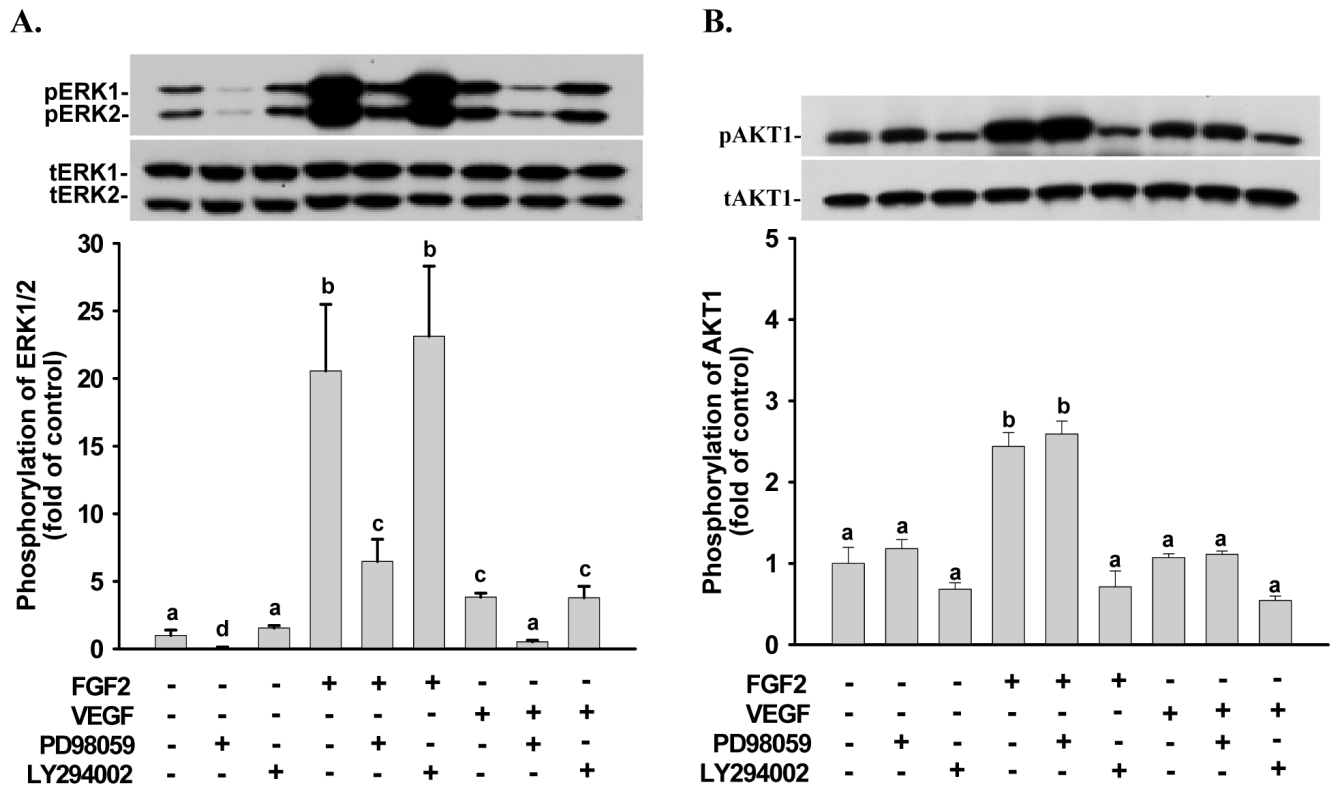 A.
pERK1-
pERK2-
tERK1-
tERK2-
Phosphorylation of ERK1/2
(fold of control)
30
25
20
15
10
5
0
a
d
a
b
c
b
c
a
c
FGF2 - - - + + + - - -
VEGF - - - - - - + + +
PD98059 - + - - + - - + -
LY294002 - - + - - + - - +
B.
pAKT1-
tAKT1-
Phosphorylation of AKT1
(fold of control)
5
4
3
2
1
0
a
a
a
b
b
a
a
a
a
FGF2 - - - + + + - - -
VEGF - - - - - - + + +
PD98059 - + - - + - - + -
LY294002 - - + - - + - - +